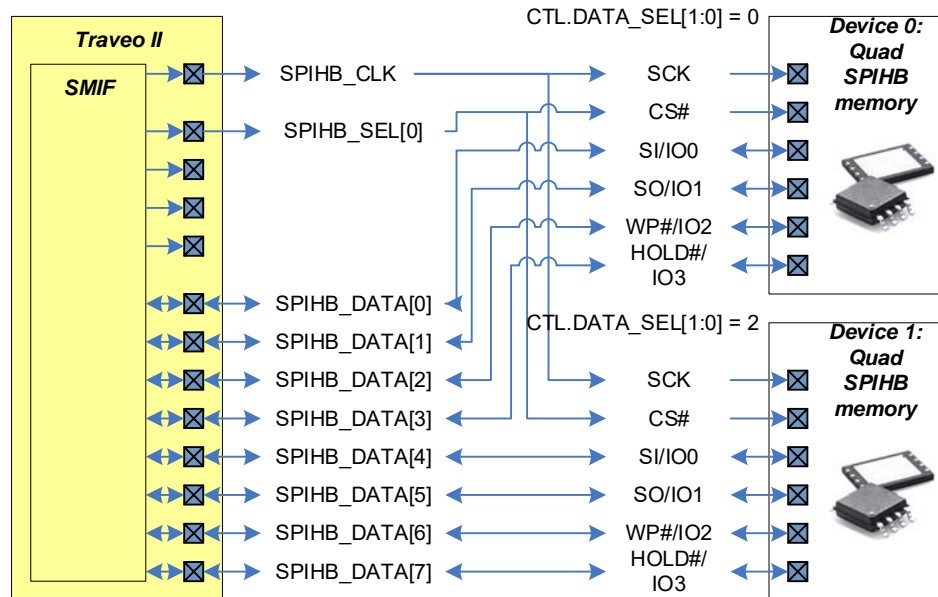 CTL.DATA_SEL[1:0] = 0
Traveo II
SMIF
SPIHB_CLK
SPIHB_SEL[0]
SPIHB_DATA[0]
SPIHB_DATA[1]
SPIHB_DATA[2]
SPIHB_DATA[3]
SPIHB_DATA[4]
SPIHB_DATA[5]
SPIHB_DATA[6]
SPIHB_DATA[7]
SCK
CS#
SI/IO0
SO/IO1
WP#/IO2
HOLD#/
IO3
Device 0:
Quad
SPIHB
memory
CTL.DATA_SEL[1:0] = 2
SCK
CS#
SI/IO0
SO/IO1
WP#/IO2
HOLD#/
IO3
Device 1:
Quad
SPIHB
memory